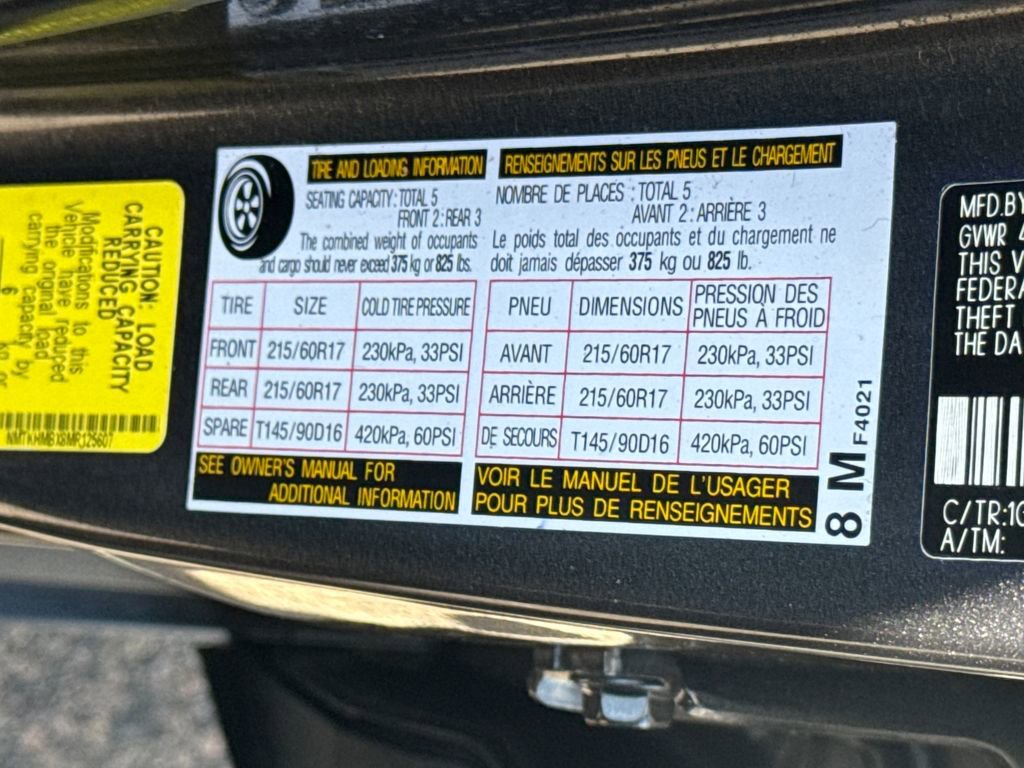 CAUTION: LOAD
CARRYING CAPACITY
REDUCED
Modifications to this
Vehicle have reduced
the original load
carrying capacity by
6
kg or
TIRE AND LOADING INFORMATION
SEATING CAPACITY: TOTAL 5
FRONT 2: REAR 3
The combined weight of occupants
and cargo should never exceed 375 kg or 825 lbs.
TIRE SIZE COLD TIRE PRESSURE
FRONT 215/60R17 230kPa, 33PSI
REAR 215/60R17 230kPa, 33PSI
SPARE T145/90D16 420kPa, 60PSI
SEE OWNER'S MANUAL FOR
ADDITIONAL INFORMATION
RENSEIGNEMENTS SUR LES PNEUS ET LE CHARGEMENT
NOMBRE DE PLACES : TOTAL 5
AVANT 2: ARRIÈRE 3
Le poids total des occupants et du chargement ne
doit jamais dépasser 375 kg ou 825 lb.
PNEU DIMENSIONS PRESSION DES
PNEUS À FROID
AVANT 215/60R17 230kPa, 33PSI
ARRIÈRE 215/60R17 230kPa, 33PSI
DE SECOURS T145/90D16 420kPa, 60PSI
VOIR LE MANUEL DE L'USAGER
POUR PLUS DE RENSEIGNEMENTS
8 M F4021
MFD.BY
GVWR
THIS V
FEDERA
THEFT
THE DA
C/TR:1
A/TM: